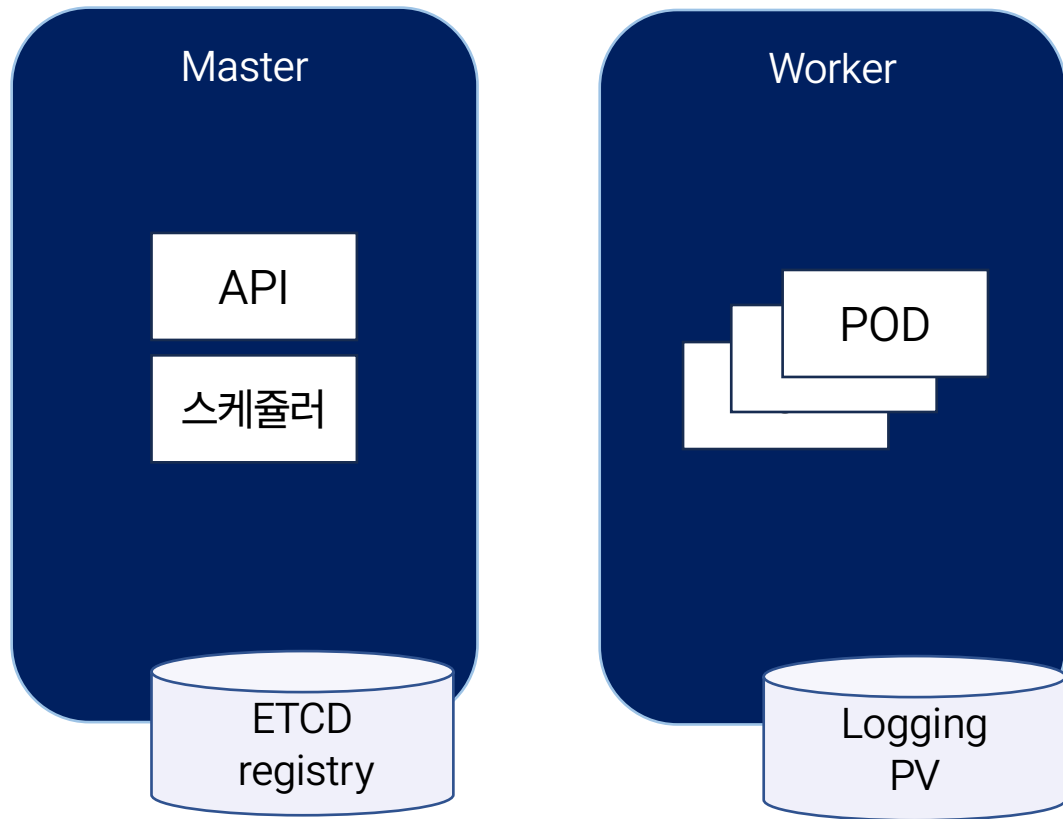 Master
API
스케쥴러
ETCD
registry
Worker
POD
Logging
PV